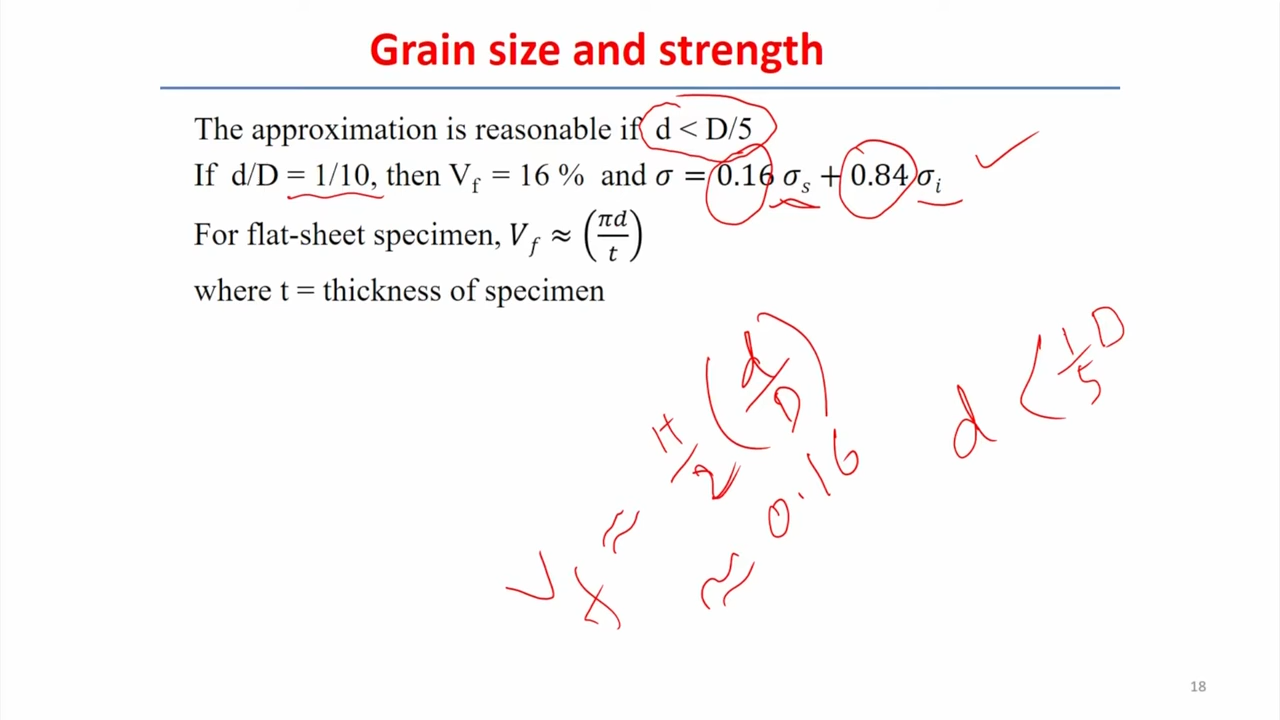 Grain size and strength
The approximation is reasonable if d < D/5
If d/D = 1/10, then V_f = 16 % and σ = 0.16 σ_s + 0.84 σ_i
For flat-sheet specimen, V_f ≈ (πd/t)
where t = thickness of specimen
d < 1/5 D
V_f ≈ π/2 (d/D)
≈ 0.16
18